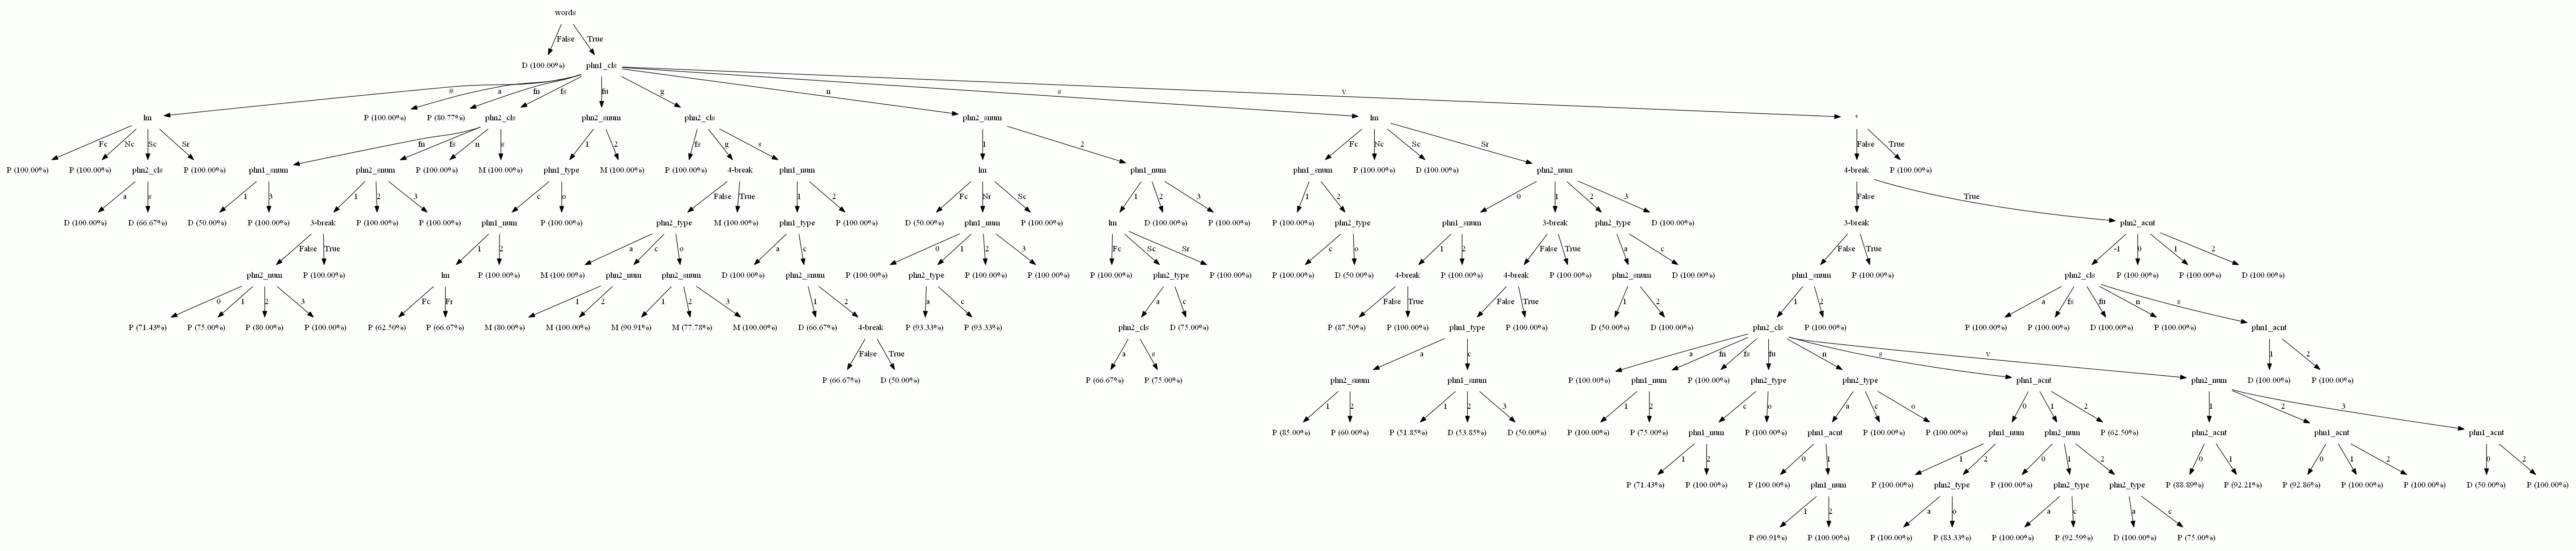 words
False True
D (100.00%) phn1_cls
# a fn fs fu g n s v
lm P (100.00%) P (80.77%) phn2_cls phn2_snum phn2_cls phn2_snum lm +
Fc Nc Sc Sr fn fs n s 1 2 fs g s 1 2 Fc Nc Sc Sr False True
P (100.00%) P (100.00%) phn2_cls P (100.00%) phn1_snum phn2_snum P (100.00%) M (100.00%) phn1_type M (100.00%) P (100.00%) 4-break phn1_num lm phn1_num phn1_snum P (100.00%) D (100.00%) phn2_num 4-break P (100.00%)
a s 1 3 1 2 3 c o False True 1 2 Fc Nr Sc 1 2 3 1 2 0 1 2 3 False True
D (100.00%) D (66.67%) D (50.00%) P (100.00%) 3-break P (100.00%) P (100.00%) phn1_num P (100.00%) phn2_type M (100.00%) phn1_type P (100.00%) D (50.00%) phn1_num P (100.00%) lm D (100.00%) P (100.00%) P (100.00%) phn2_type phn1_snum 3-break phn2_type D (100.00%) 3-break phn2_acnt
False True 1 2 a c o a c 0 1 2 3 Fc Sc Sr c o 1 2 False True a c False True -1 0 1 2
phn2_num P (100.00%) lm P (100.00%) M (100.00%) phn2_num phn2_snum D (100.00%) phn2_snum P (100.00%) phn2_type P (100.00%) P (100.00%) P (100.00%) phn2_type P (100.00%) P (100.00%) D (50.00%) 4-break P (100.00%) 4-break P (100.00%) phn2_snum D (100.00%) phn1_snum P (100.00%) phn2_cls P (100.00%) P (100.00%) D (100.00%)
0 1 2 3 Fc Fr 1 2 1 2 3 1 2 a c a c False True False True 1 2 1 2 a fs fu n s
P (71.43%) P (75.00%) P (80.00%) P (100.00%) P (62.50%) P (66.67%) M (80.00%) M (100.00%) M (90.91%) M (77.78%) M (100.00%) D (66.67%) 4-break P (93.33%) P (93.33%) phn2_cls D (75.00%) P (87.50%) P (100.00%) phn1_type P (100.00%) D (50.00%) D (100.00%) phn2_cls P (100.00%) P (100.00%) P (100.00%) D (100.00%) P (100.00%) phn1_acnt
False True a s a c a fn fs fu n s v 1 2
P (66.67%) D (50.00%) P (66.67%) P (75.00%) phn2_snum phn1_snum P (100.00%) phn1_num P (100.00%) phn2_type phn2_type phn1_acnt phn2_num D (100.00%) P (100.00%)
1 2 1 2 3 1 2 c o a c o 0 1 2 1 2 3
P (85.00%) P (60.00%) P (51.85%) D (53.85%) D (50.00%) P (100.00%) P (75.00%) phn1_num P (100.00%) phn1_acnt P (100.00%) P (100.00%) phn1_num phn2_num P (62.50%) phn2_acnt phn1_acnt phn1_acnt
1 2 0 1 1 2 0 1 2 0 1 0 1 2 0 2
P (71.43%) P (100.00%) P (100.00%) phn1_num P (100.00%) phn2_type P (100.00%) phn2_type phn2_type P (88.89%) P (92.21%) P (92.86%) P (100.00%) P (100.00%) D (50.00%) P (100.00%)
1 2 a o a c a c
P (90.91%) P (100.00%) P (100.00%) P (83.33%) P (100.00%) P (92.59%) D (100.00%) P (75.00%)